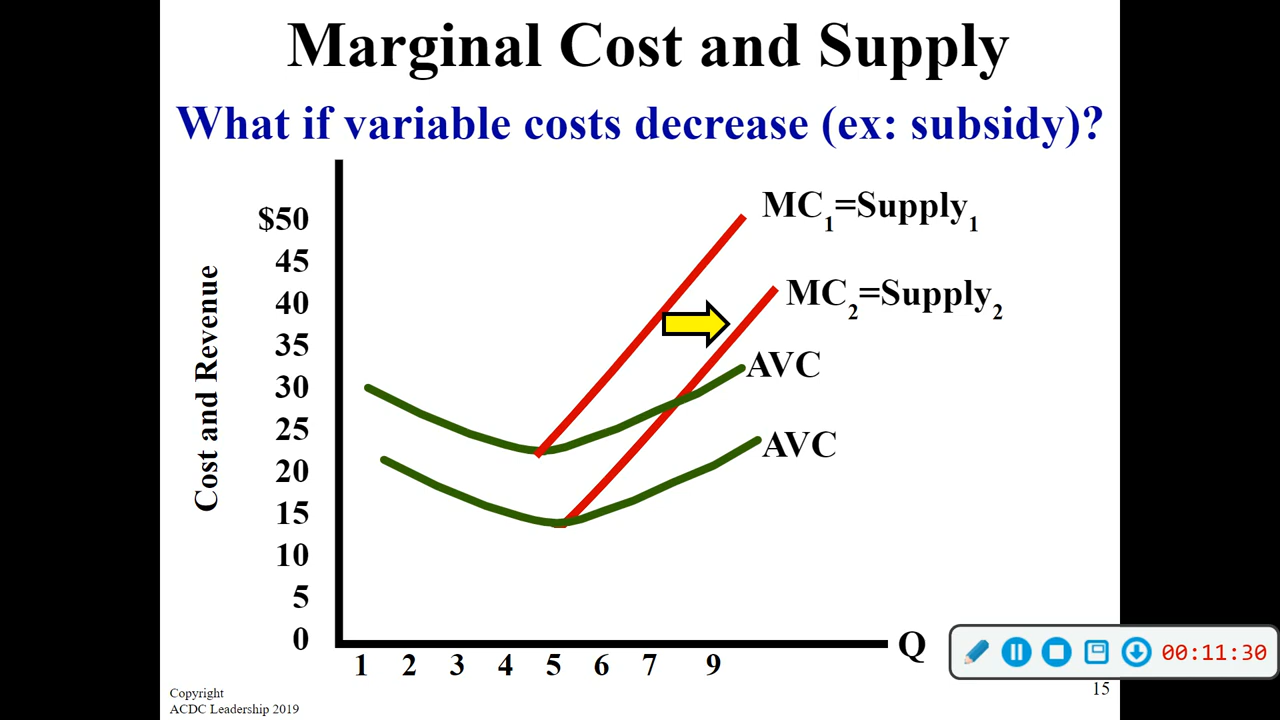 Marginal Cost and Supply
What if variable costs decrease (ex: subsidy)?
Cost and Revenue
$50
45
40
35
30
25
20
15
10
5
0
MC1=Supply1
MC2=Supply2
AVC
AVC
1 2 3 4 5 6 7 9
Q
00:11:30
Copyright
ACDC Leadership 2019
15